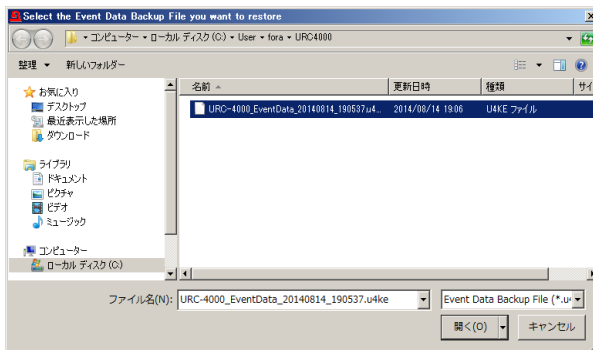 Select the Event Data Backup File you want to restore
コンピューター ローカル ディスク (C:) User fora URC4000
整理 新しいフォルダー
お気に入り
デスクトップ
最近表示した場所
ダウンロード
ライブラリ
ドキュメント
ピクチャ
ビデオ
ミュージック
コンピューター
ローカル ディスク (C:)
名前 更新日時 種類 サイ
URC-4000_EventData_20140814_190537.u4... 2014/08/14 19:06 U4KE ファイル
ファイル名(N): URC-4000_EventData_20140814_190537.u4ke Event Data Backup File (*.u4
開く(O) キャンセル